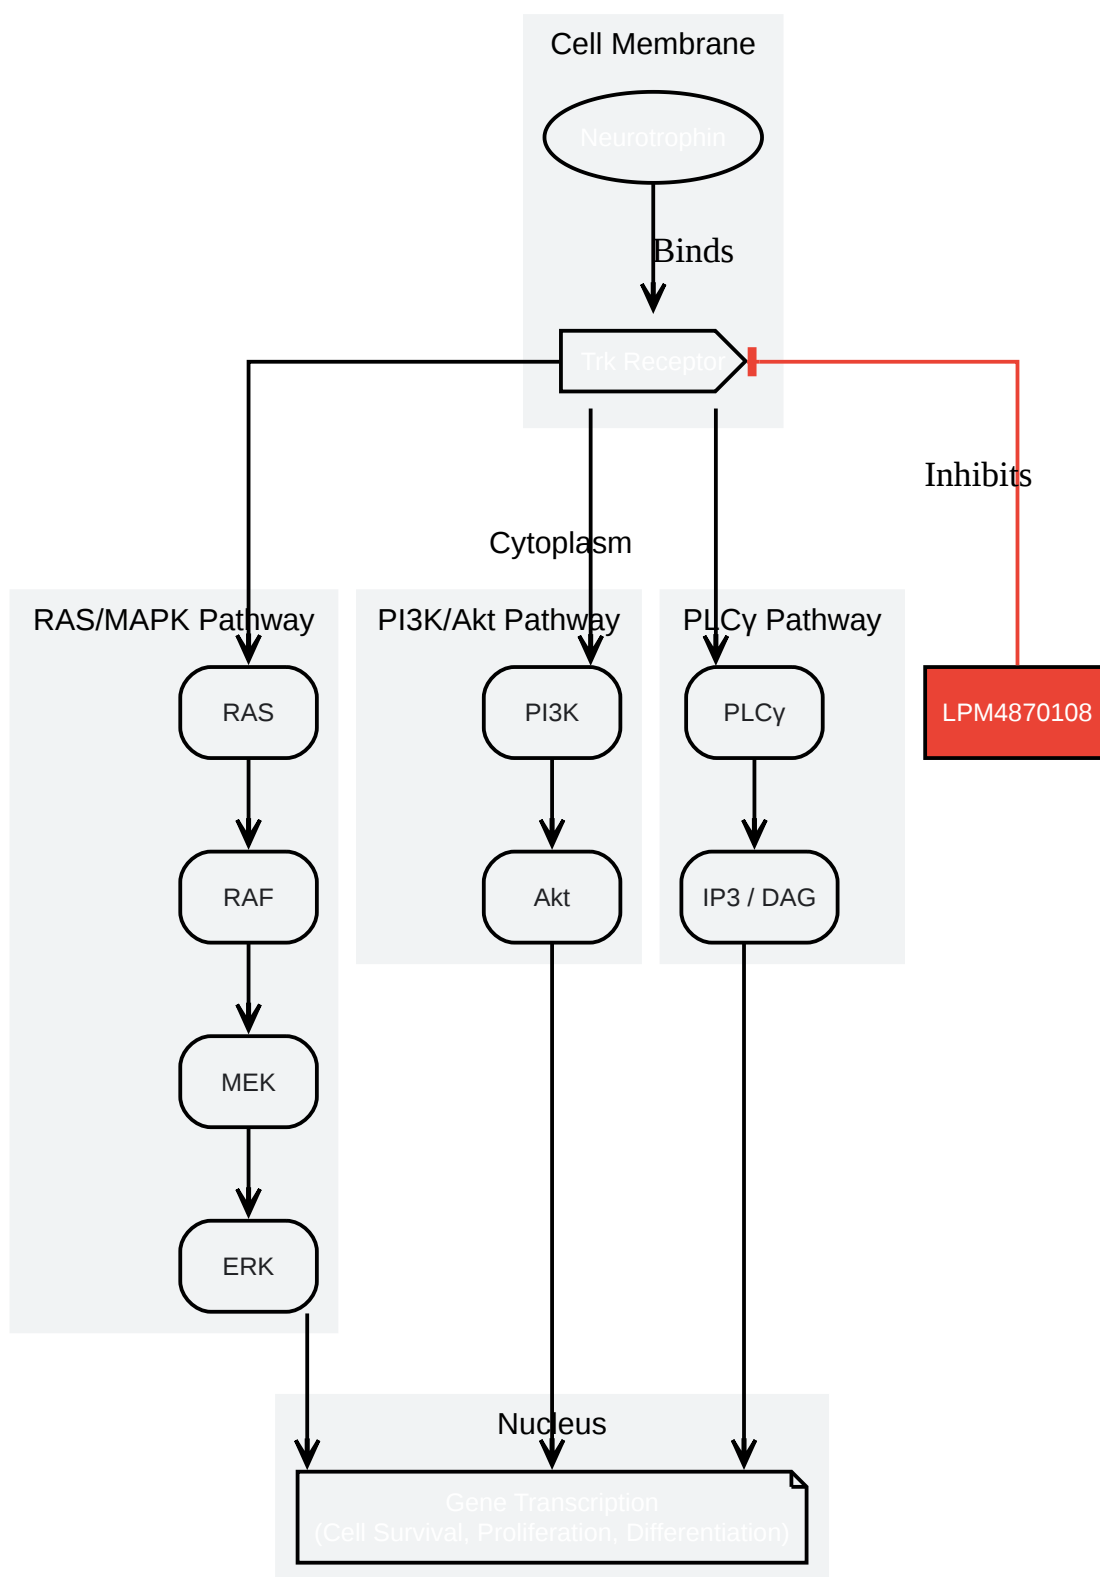 Cell Membrane
Neurotrophin
Binds
Trk Receptor
Inhibits
Cytoplasm
RAS/MAPK Pathway
PI3K/Akt Pathway
PLCγ Pathway
RAS
PI3K
PLCγ
LPM4870108
RAF
Akt
IP3 / DAG
MEK
ERK
Nucleus
Gene Transcription
(Cell Survival, Proliferation, Differentiation)